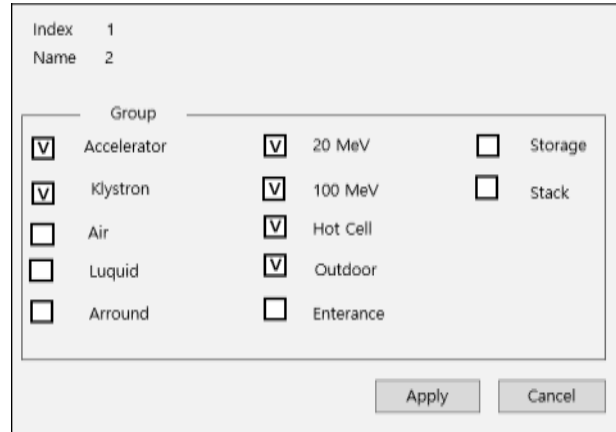 Index 1
Name 2
Group
V Accelerator V 20 MeV Storage
V Klystron V 100 MeV Stack
Air V Hot Cell
Luquid V Outdoor
Arround Enterance
Apply Cancel